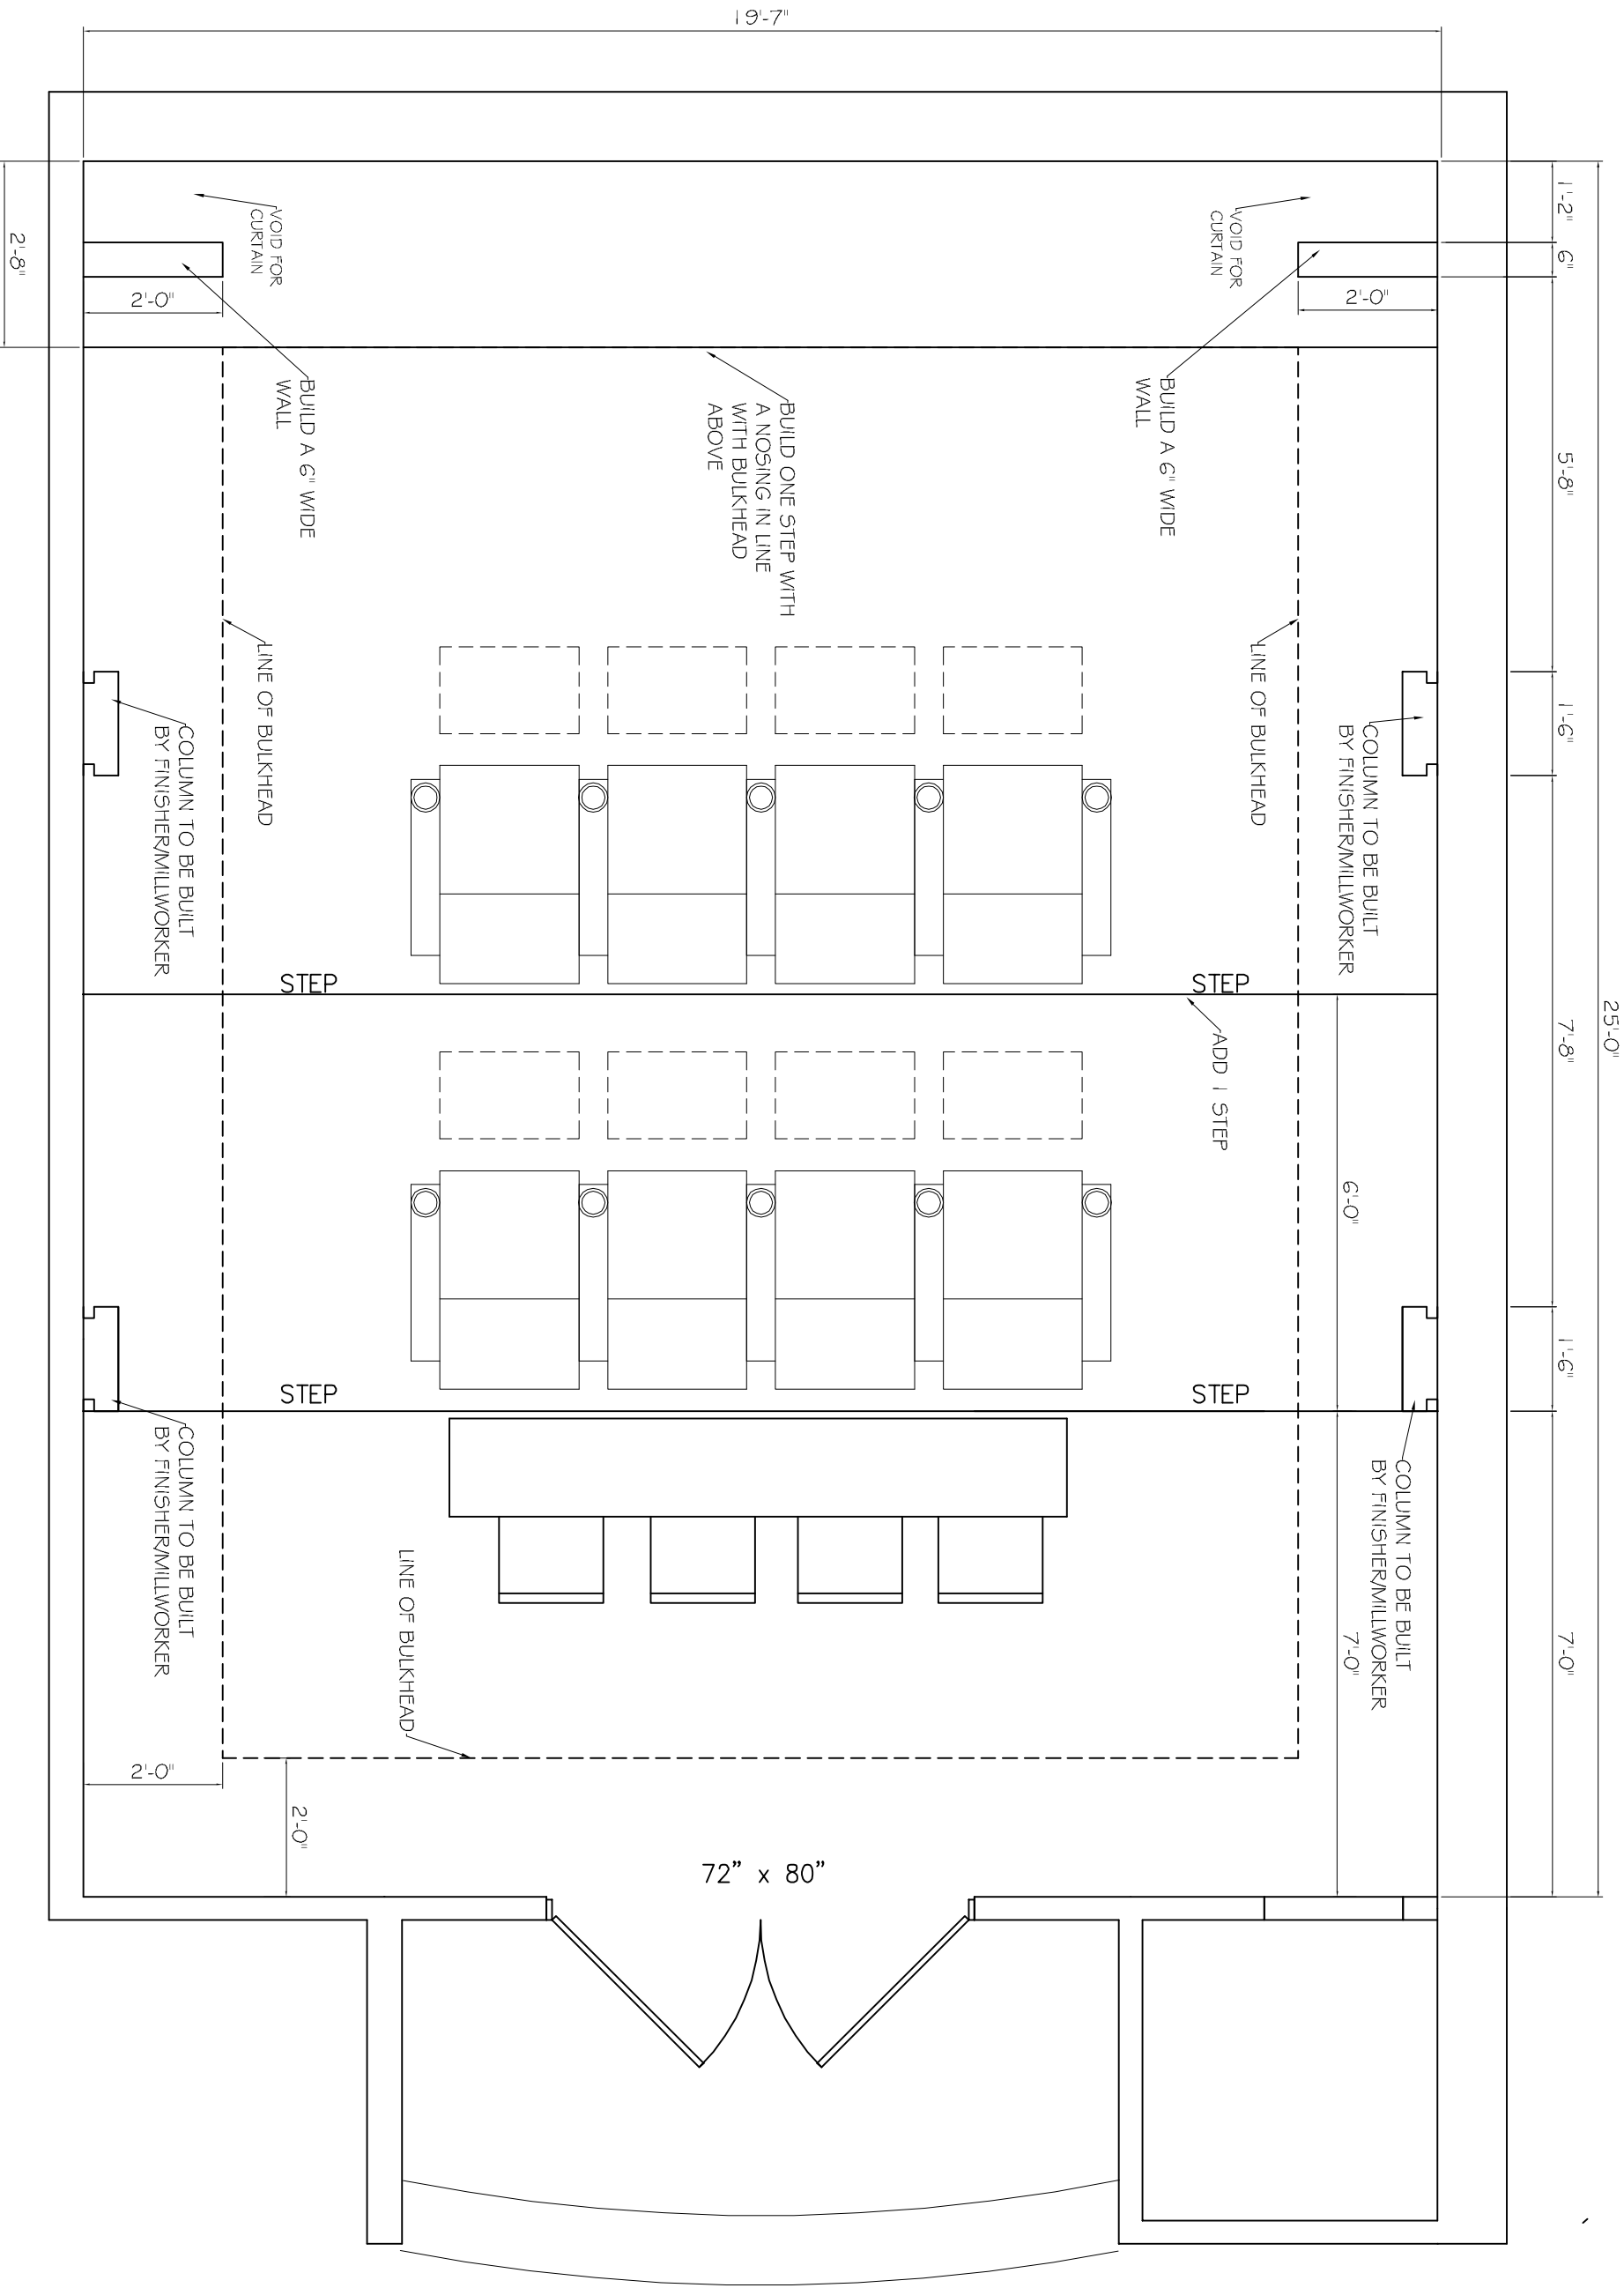 19'-7"
1'-2"
6"
5'-8"
1'-6"
7'-8"
1'-6"
7'-0"
25'-0"
2'-8"
VOID FOR
CURTAIN
VOID FOR
CURTAIN
2'-0"
2'-0"
BUILD A 6" WIDE
WALL
BUILD ONE STEP WITH
A NOSING IN LINE
WITH BULKHEAD
ABOVE
BUILD A 6" WIDE
WALL
LINE OF BULKHEAD
LINE OF BULKHEAD
COLUMN TO BE BUILT
BY FINISHER/MILLWORKER
COLUMN TO BE BUILT
BY FINISHER/MILLWORKER
STEP
STEP
ADD 1 STEP
6'-0"
STEP
STEP
COLUMN TO BE BUILT
BY FINISHER/MILLWORKER
COLUMN TO BE BUILT
BY FINISHER/MILLWORKER
LINE OF BULKHEAD
7'-0"
2'-0"
2'-0"
72” x 80”